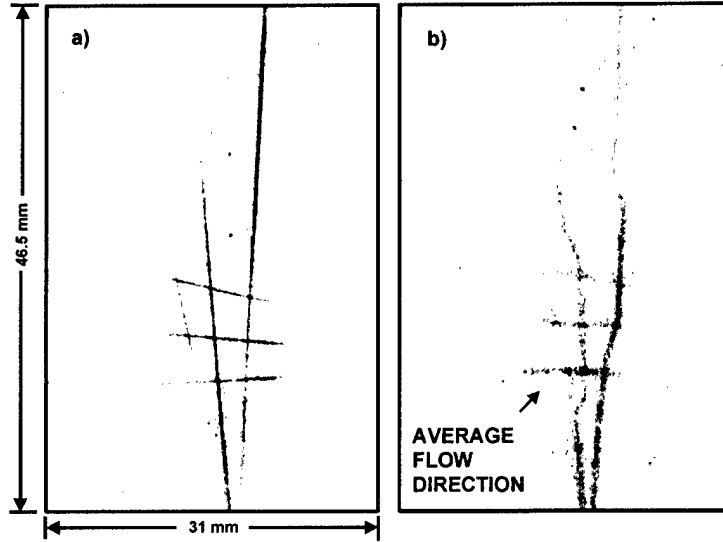 a)
b)
46.5 mm
AVERAGE
FLOW
DIRECTION
31 mm